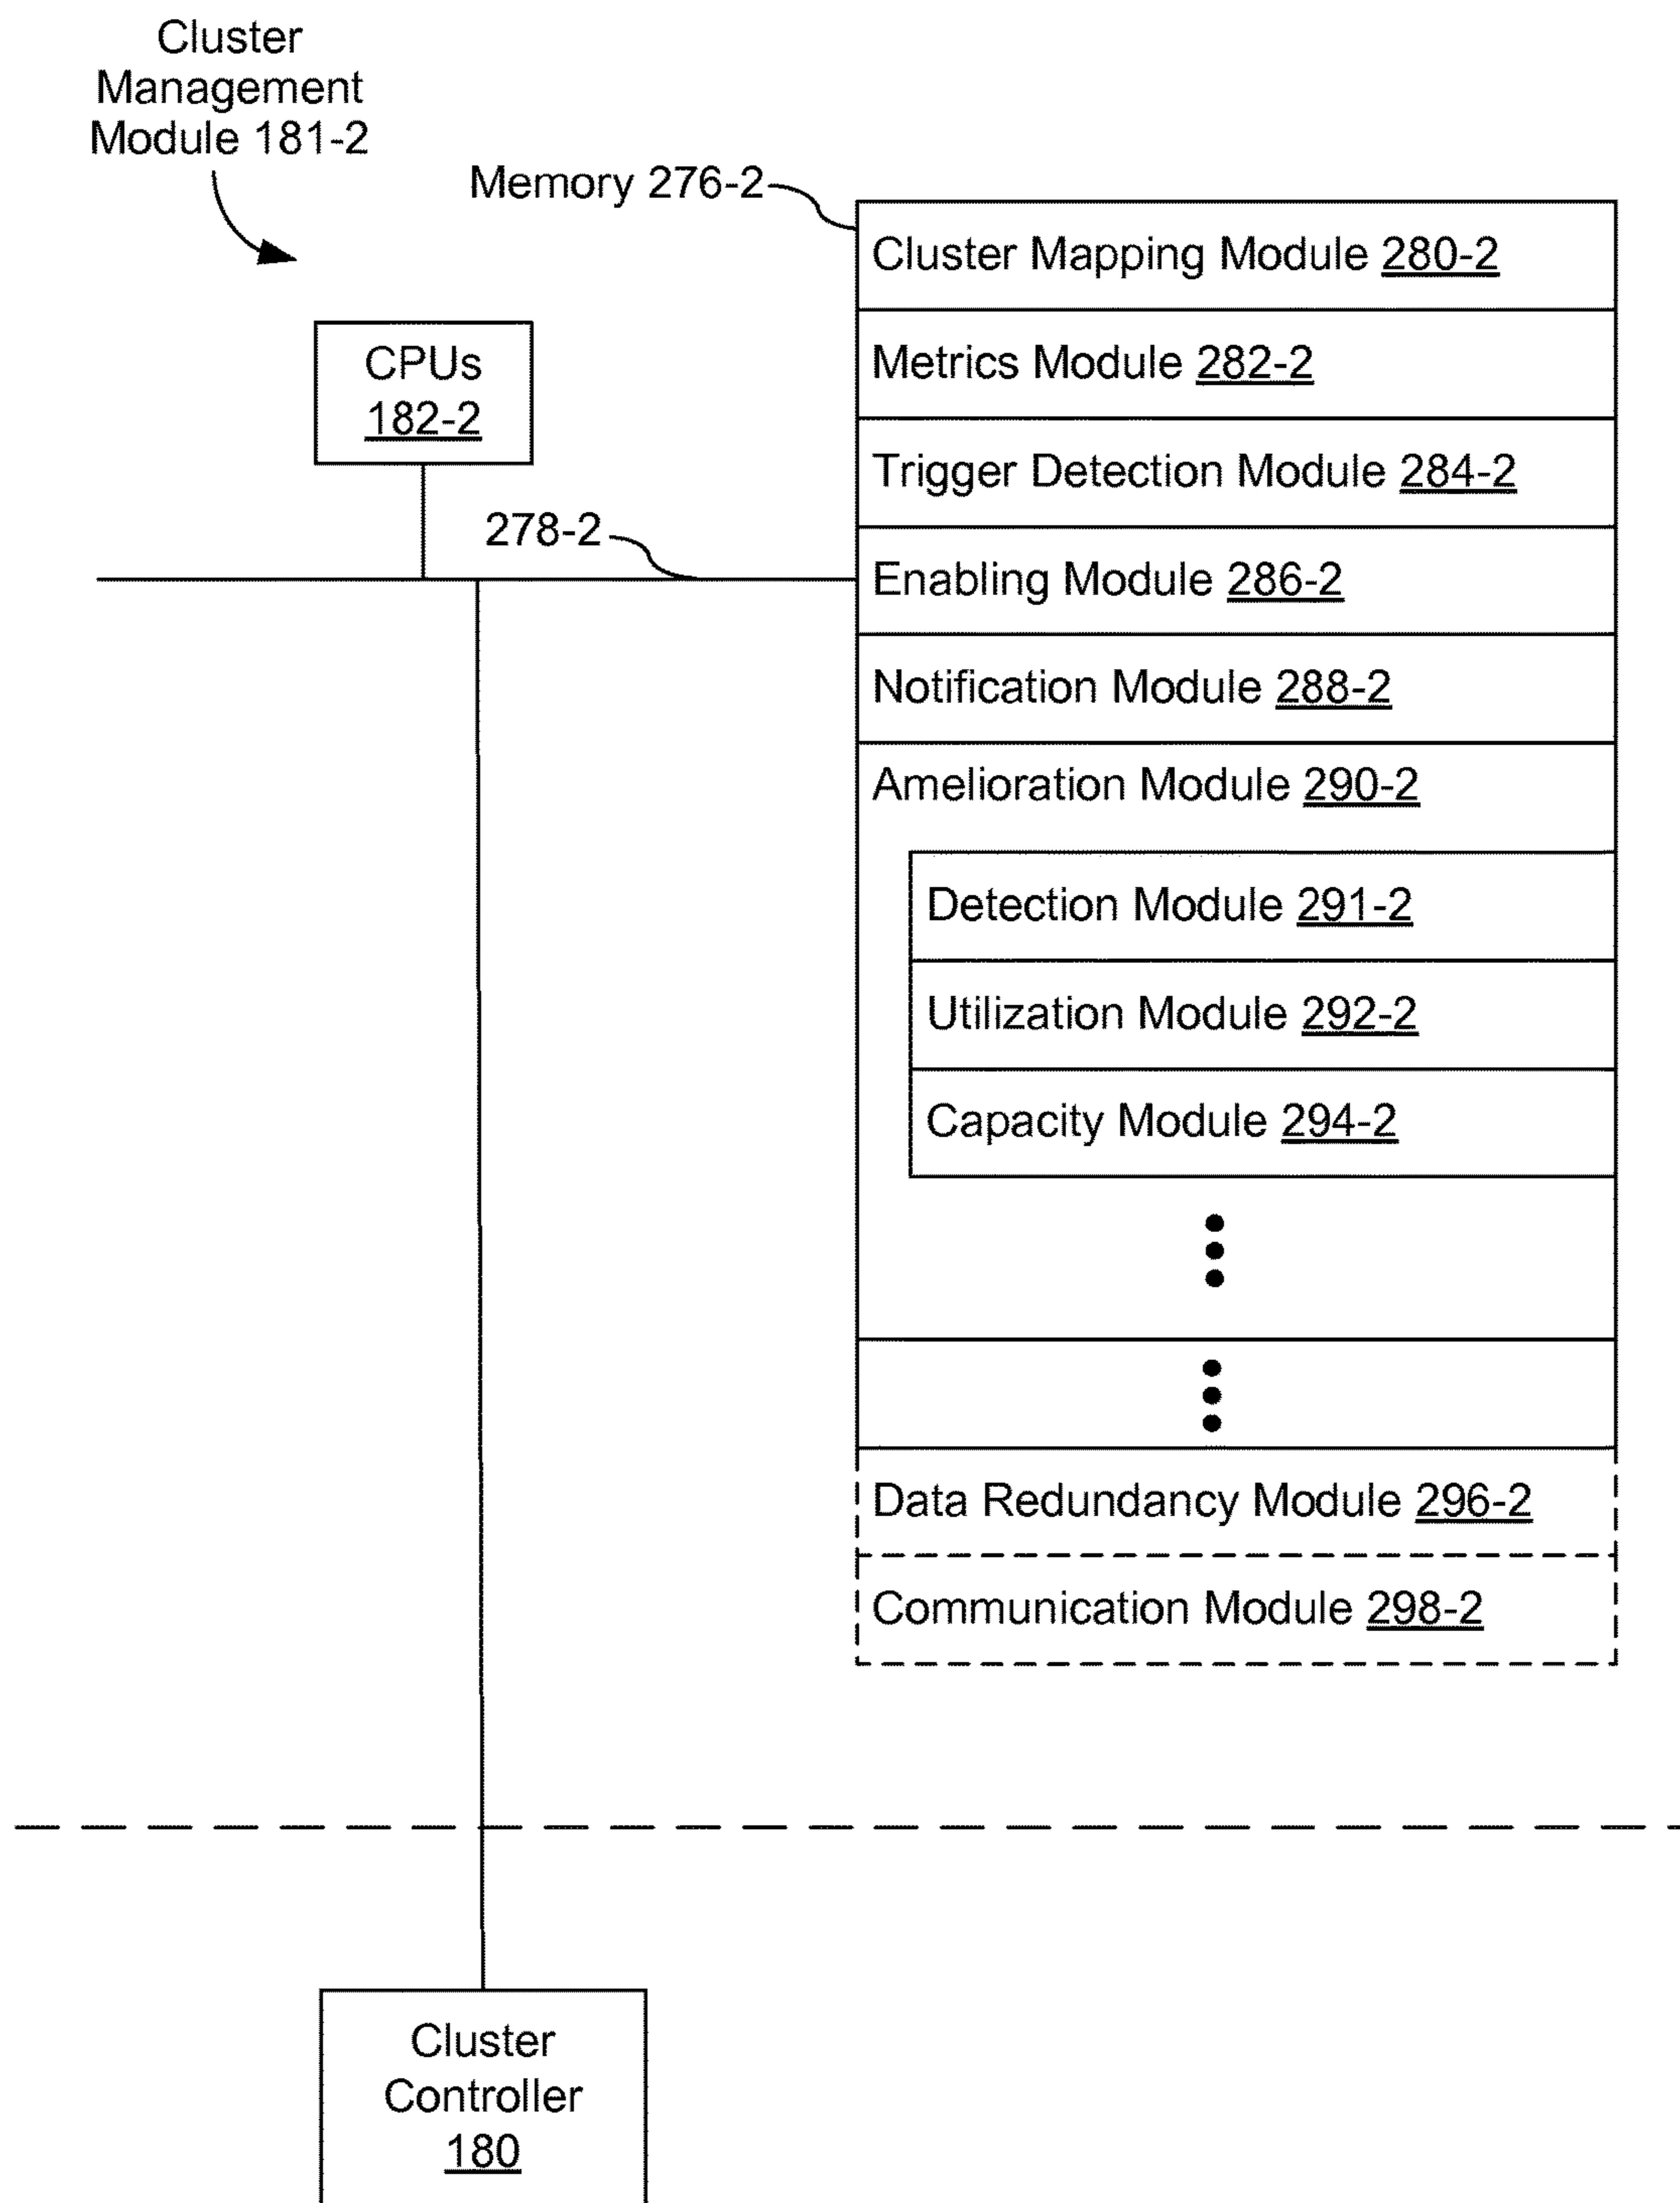 Cluster
Management
Module 181-2
Memory 276-2
Cluster Mapping Module 280-2
Metrics Module 282-2
CPUs
182-2
Trigger Detection Module 284-2
278-2
Enabling Module 286-2
Notification Module 288-2
Amelioration Module 290-2
Detection Module 291-2
Utilization Module 292-2
Capacity Module 294-2
Data Redundancy Module 296-2
Communication Module 298-2
Cluster
Controller
180